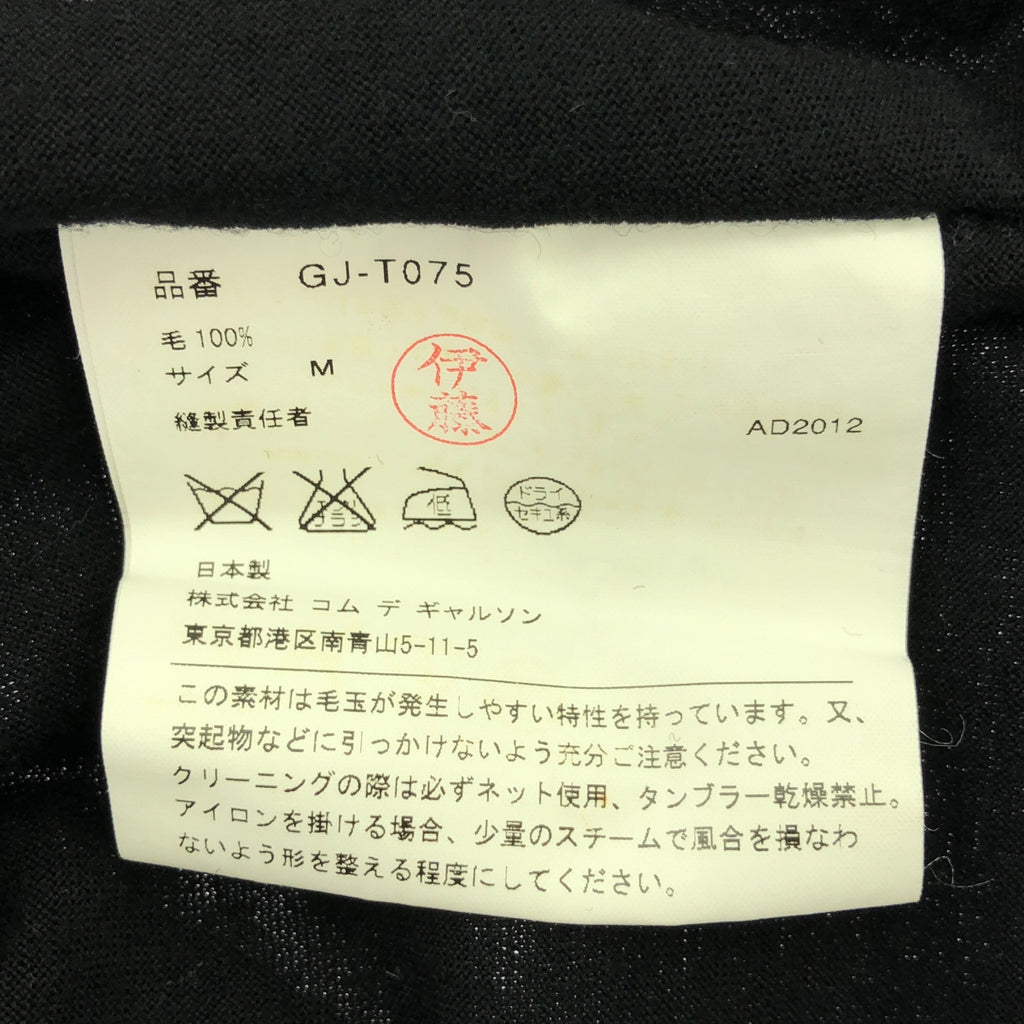 品番 GJ-T075
毛 100%
サイズ M
伊藤
縫製責任者
AD2012
エンソ
サラシ
低
ドライ
セキユ系
日本製
株式会社 コム デ ギャルソン
東京都港区南青山5-11-5
この素材は毛玉が発生しやすい特性を持っています。又、
突起物などに引っかけないよう充分ご注意ください。
クリーニングの際は必ずネット使用、タンブラー乾燥禁止。
アイロンを掛ける場合、少量のスチームで風合を損なわ
ないよう形を整える程度にしてください。